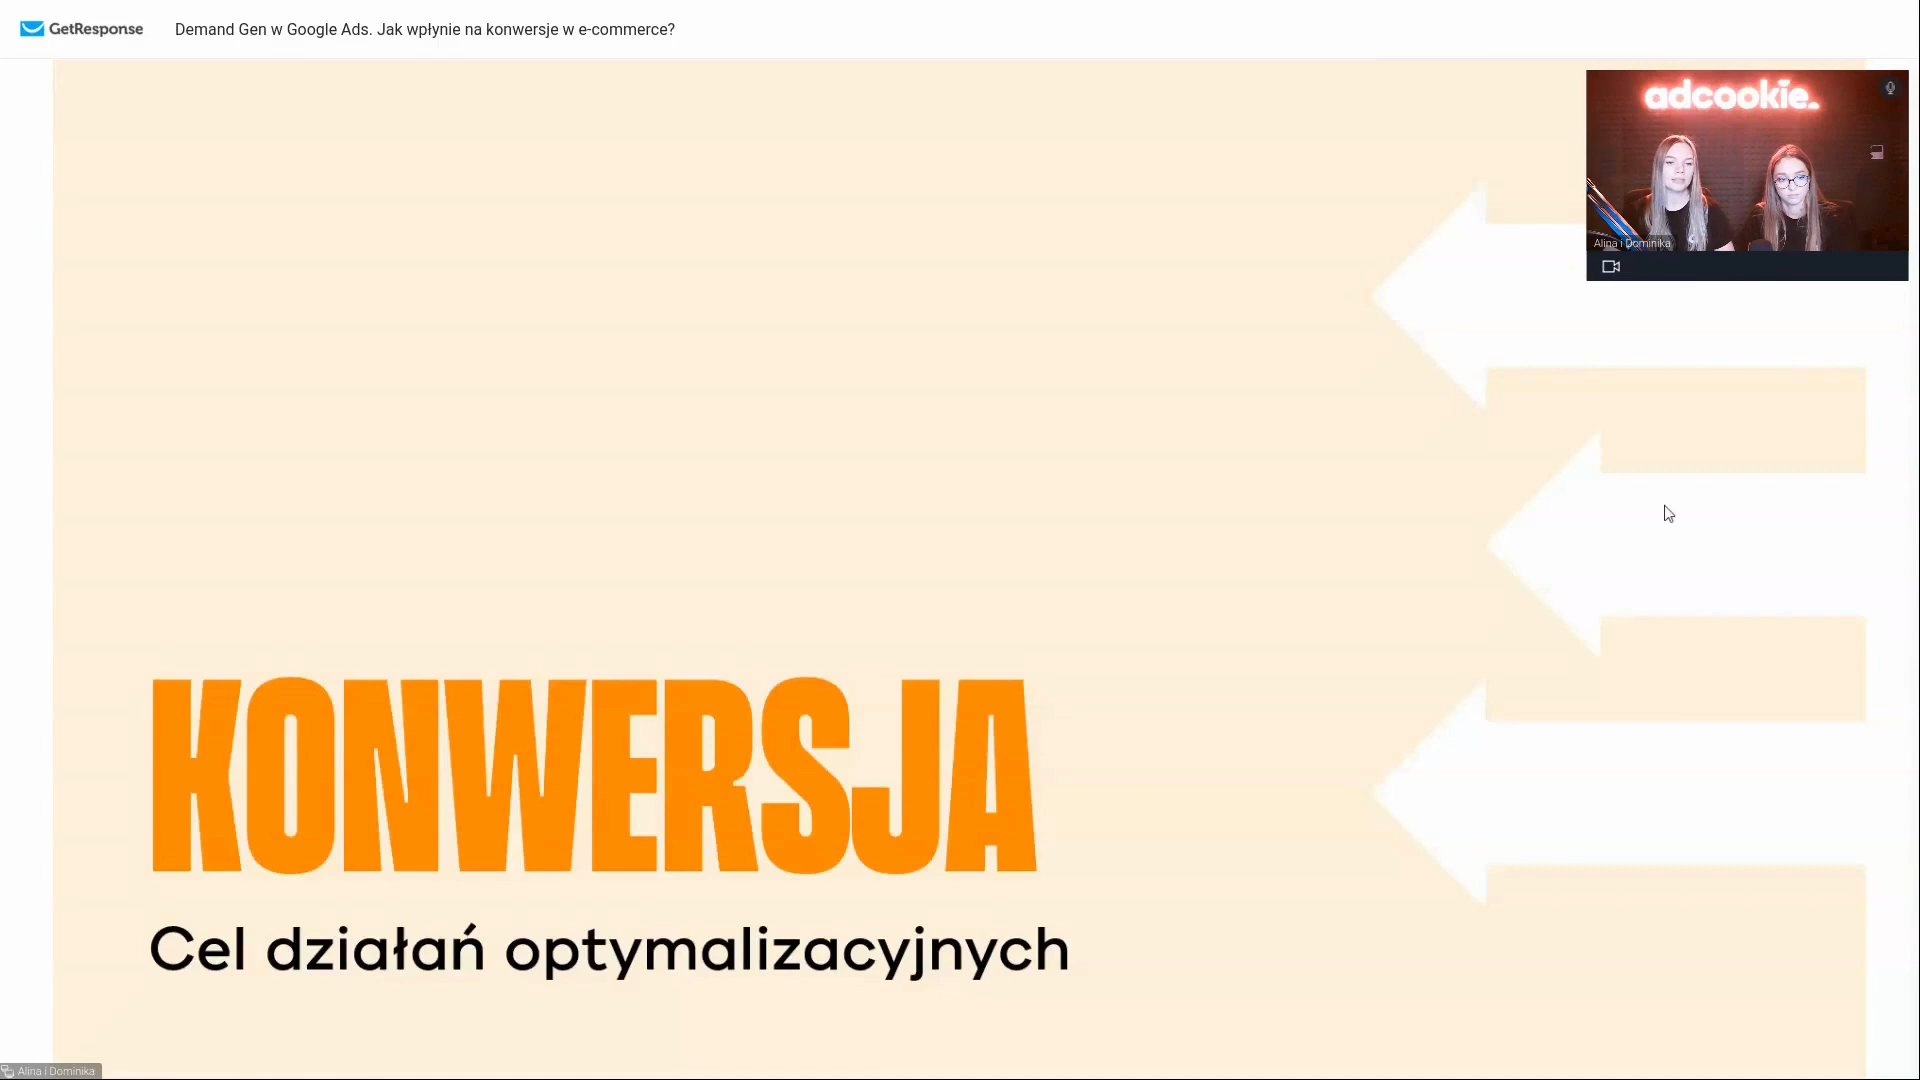 GetResponse
Demand Gen w Google Ads. Jak wpłynie na konwersje w e-commerce?
adcookie.
Alina i Dominika
KONWERSJA
Cel działań optymalizacyjnych
Alina i Dominika